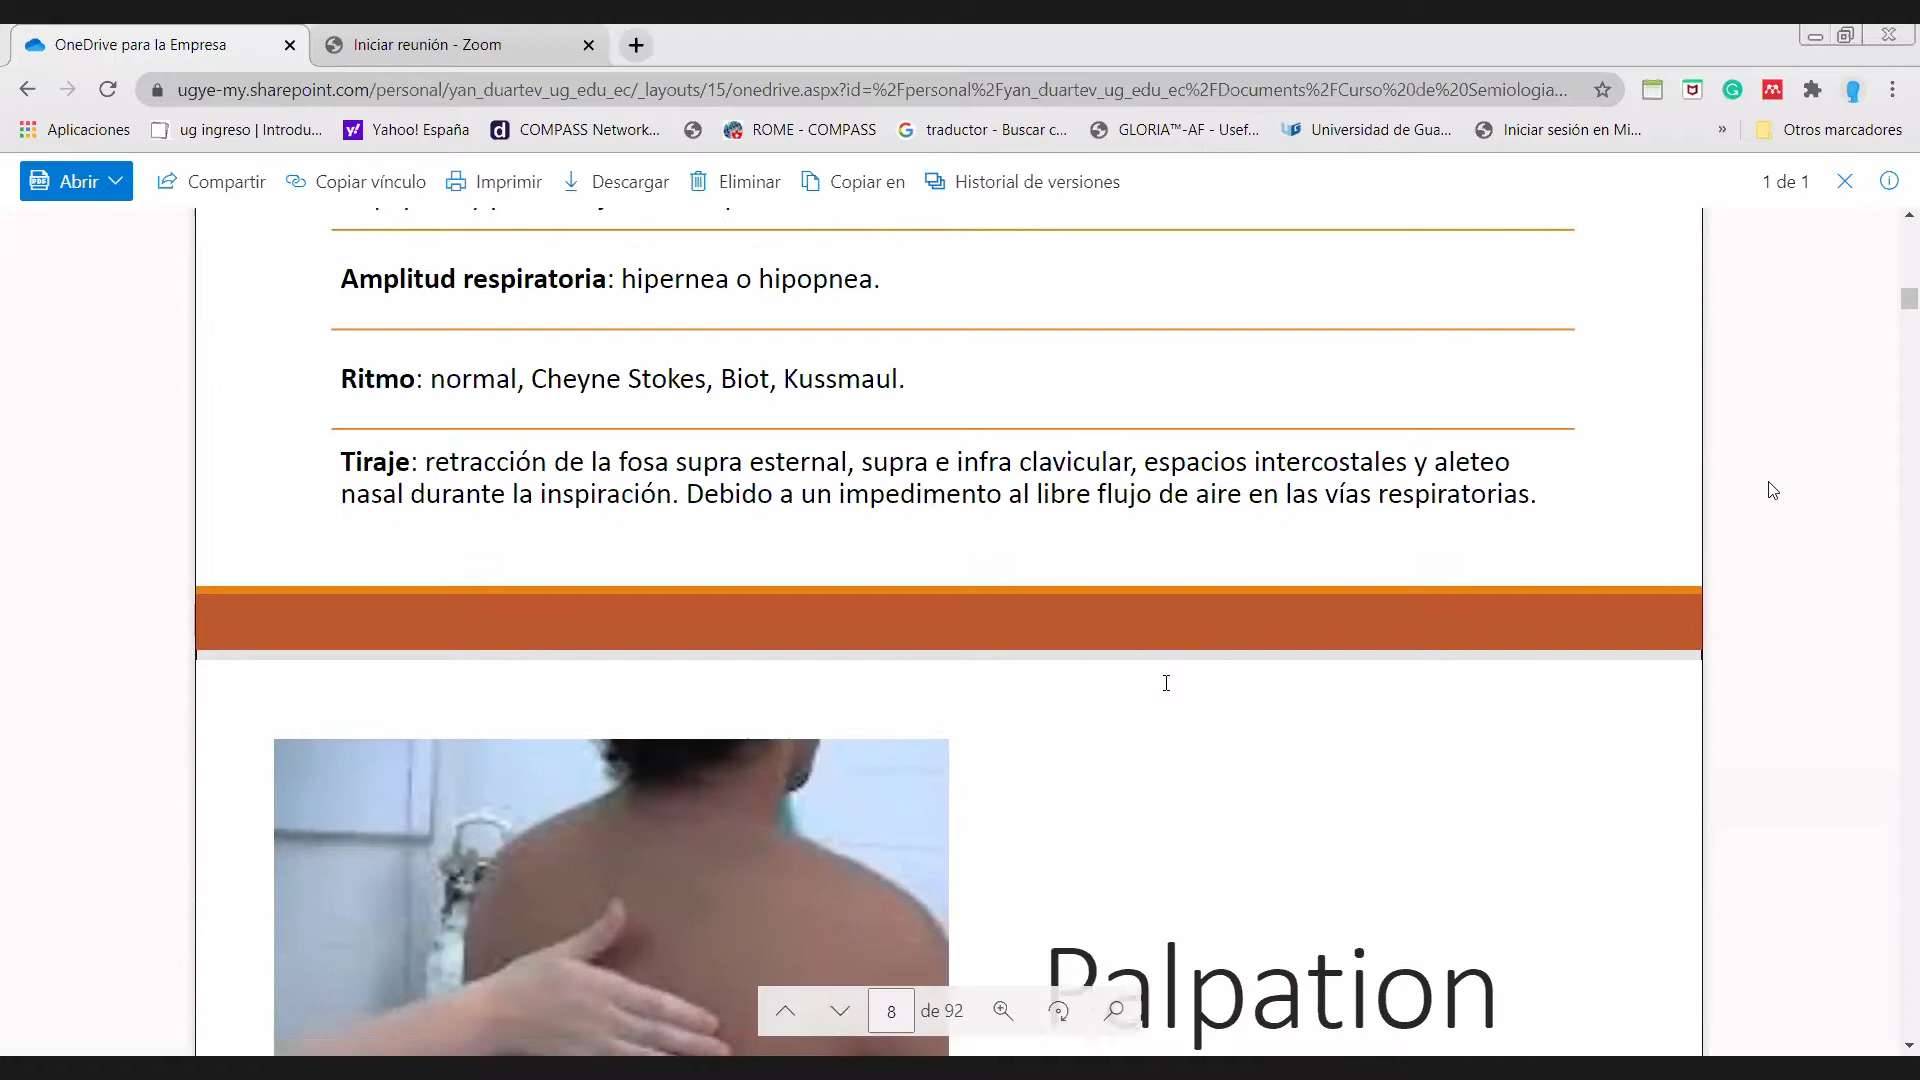 OneDrive para la Empresa
Iniciar reunión - Zoom
ugye-my.sharepoint.com/personal/yan_duartev_ug_edu_ec/_layouts/15/onedrive.aspx?id=%2Fpersonal%2Fyan_duartev_ug_edu_ec%2FDocuments%2FCurso%20de%20Semiologia...
Aplicaciones
ug ingreso | Introdu...
Yahoo! España
COMPASS Network...
ROME - COMPASS
traductor - Buscar c...
GLORIA™-AF - Usef...
Universidad de Gua...
Iniciar sesión en Mi...
»
Otros marcadores
Abrir
Compartir
Copiar vínculo
Imprimir
Descargar
Eliminar
Copiar en
Historial de versiones
1 de 1
Amplitud respiratoria: hipernea o hipopnea.
Ritmo: normal, Cheyne Stokes, Biot, Kussmaul.
Tiraje: retracción de la fosa supra esternal, supra e infra clavicular, espacios intercostales y aleteo
nasal durante la inspiración. Debido a un impedimento al libre flujo de aire en las vías respiratorias.
Palpation
8 de 92